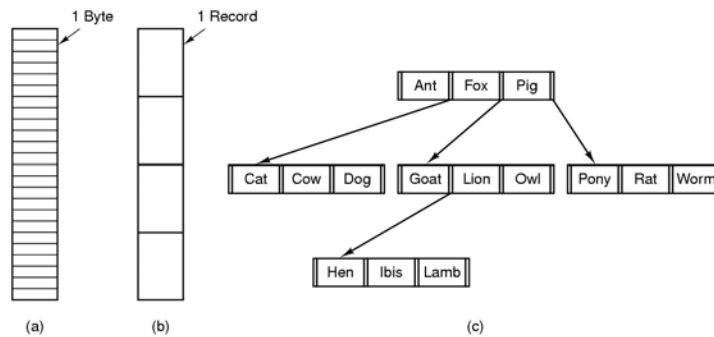 1 Byte 1 Record
Ant Fox Pig
Cat Cow Dog Goat Lion Owl Pony Rat Worm
Hen Ibis Lamb
(a) (b) (c)